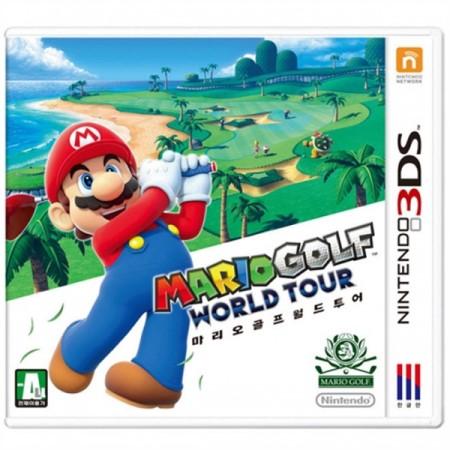 NINTENDO
NETWORK
NINTENDO 3DS
M
MARIO GOLF
WORLD TOUR
마리오골프월드투어
A
전체이용가
MARIO GOLF
Nintendo
한글판